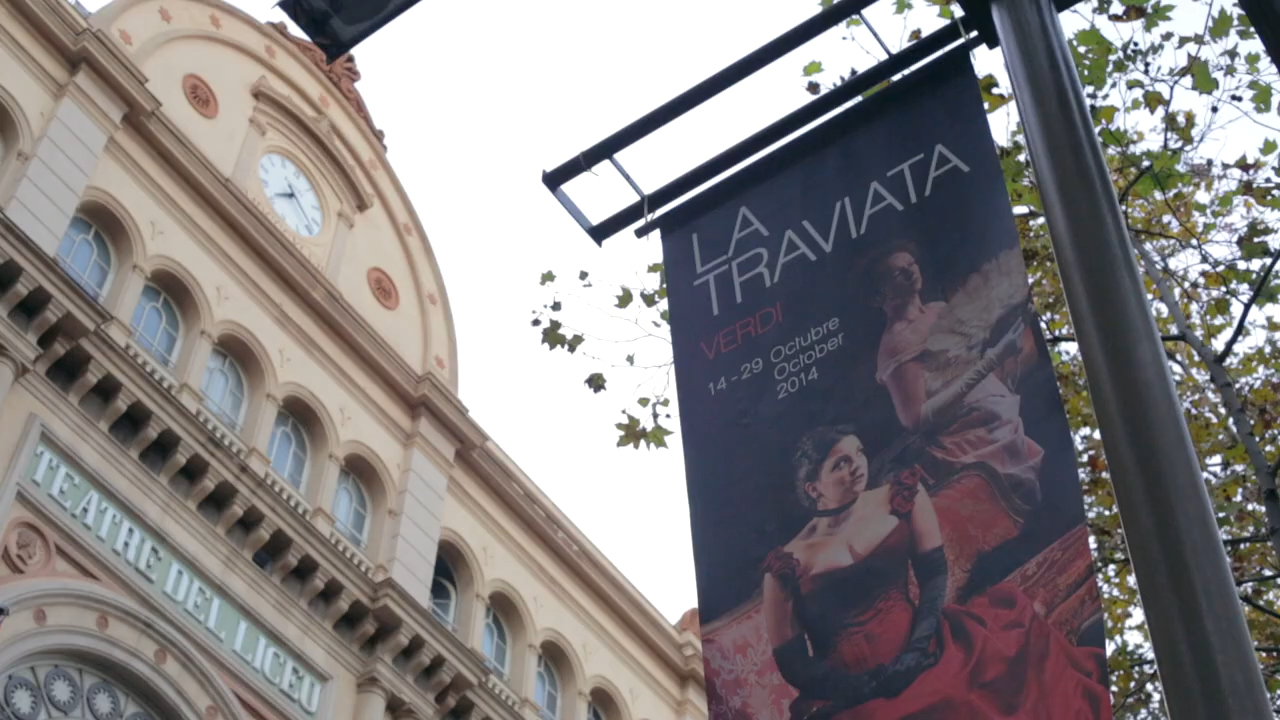 TEATRE DEL LICEU
LA
TRAVIATA
VERDI
14-29 Octubre
October
2014